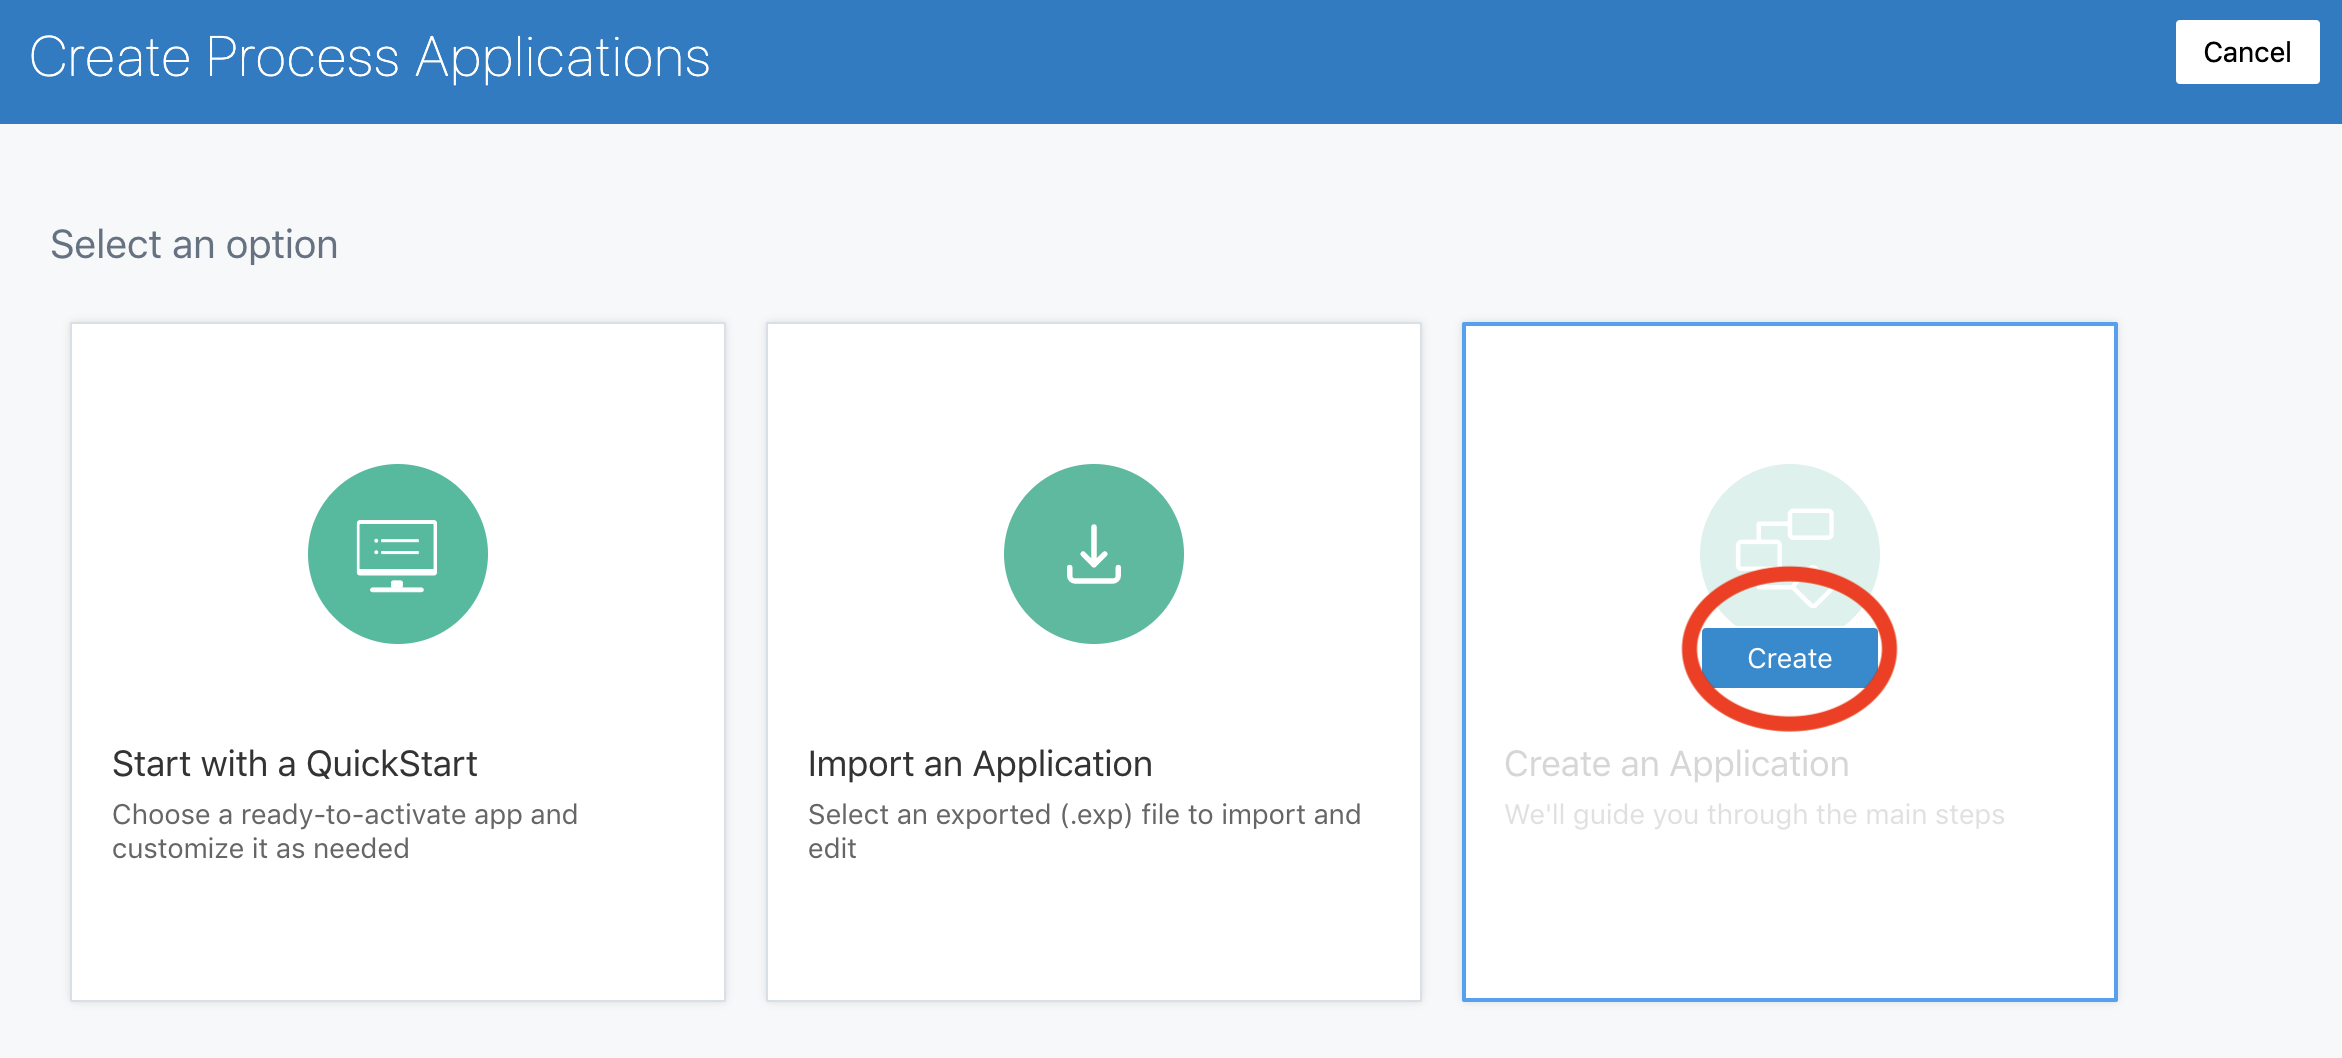 Create Process Applications
Cancel
Select an option
Start with a QuickStart
Choose a ready-to-activate app and
customize it as needed
Import an Application
Select an exported (.exp) file to import and
edit
Create
Create an Application
We'll guide you through the main steps